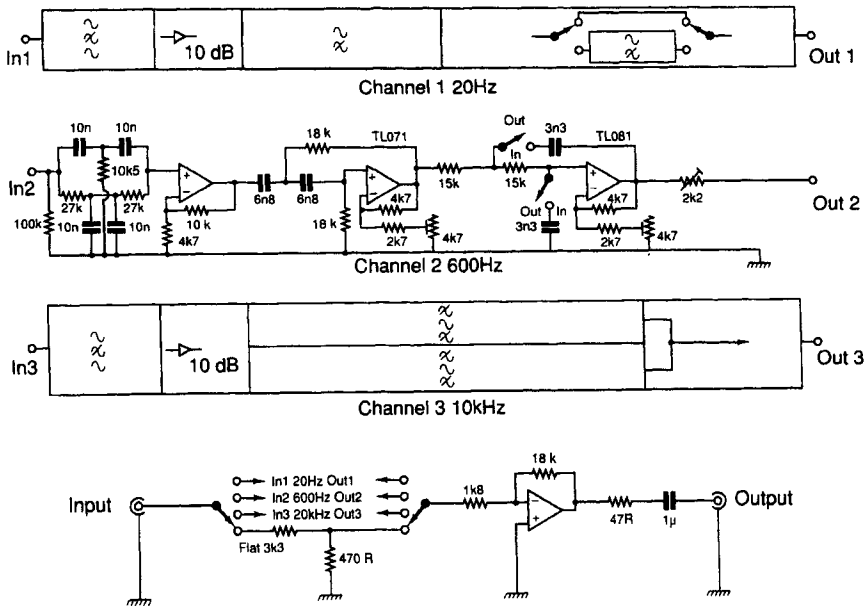 In1
10 dB
Out 1
Channel 1 20Hz
10n 10n
18 k
TL071
Out
3n3
TL081
10k5
In
In2
27k 27k
6n8 6n8
15k
15k
4k7
4k7
2k2
Out 2
100k
10n 10n
10 k
4k7
18 k
2k7
4k7
Out
In
3n3
2k7
4k7
Channel 2 600Hz
In3
10 dB
Out 3
Channel 3 10kHz
18 k
In1 20Hz Out1
In2 600Hz Out2
In3 20kHz Out3
Input
1k8
Output
Flat 3k3
47R
1µ
470 R
−
+
−
+
−
+
−
+